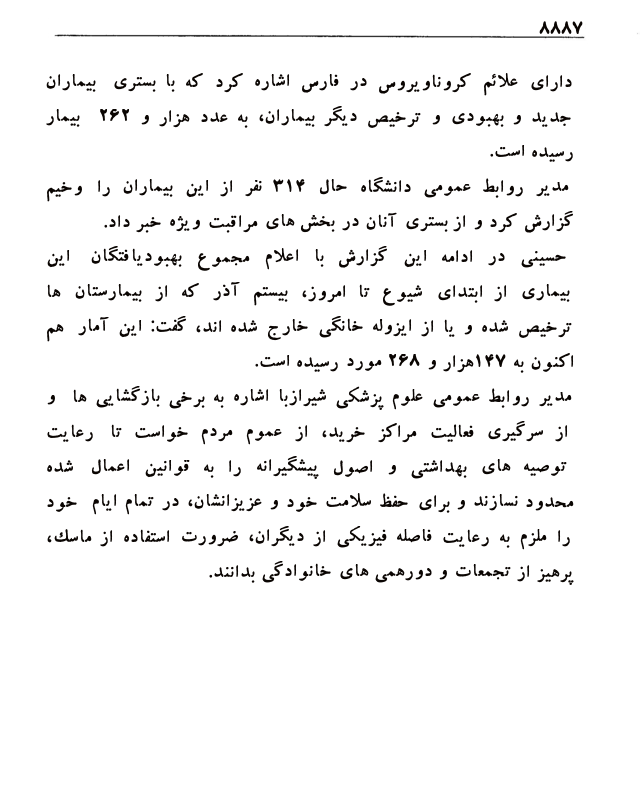 ۸۸۸۷
دارای علائم کروناویروس در فارس اشاره کرد که با بستری بیماران
جدید و بهبودی و ترخیص دیگر بیماران، به عدد هزار و ۲۶۲ بیمار
رسیده است.
مدیر روابط عمومی دانشگاه حال ۳۱۴ نفر از این بیماران را وخیم
گزارش کرد و از بستری آنان در بخش های مراقبت ویژه خبر داد.
حسینی در ادامه این گزارش با اعلام مجموع بهبودیافتگان این
بیماری از ابتدای شیوع تا امروز، بیستم آذر که از بیمارستان ها
ترخیص شده و یا از ایزوله خانگی خارج شده اند، گفت: این آمار هم
اکنون به ۱۴۷هزار و ۲۶۸ مورد رسیده است.
مدیر روابط عمومی علوم پزشکی شیرازبا اشاره به برخی بازگشایی ها و
از سرگیری فعالیت مراکز خرید، از عموم مردم خواست تا رعایت
توصیه های بهداشتی و اصول پیشگیرانه را به قوانین اعمال شده
محدود نسازند و برای حفظ سلامت خود و عزیزانشان، در تمام ایام خود
را ملزم به رعایت فاصله فیزیکی از دیگران، ضرورت استفاده از ماسک،
پرهیز از تجمعات و دورهمی های خانوادگی بدانند.